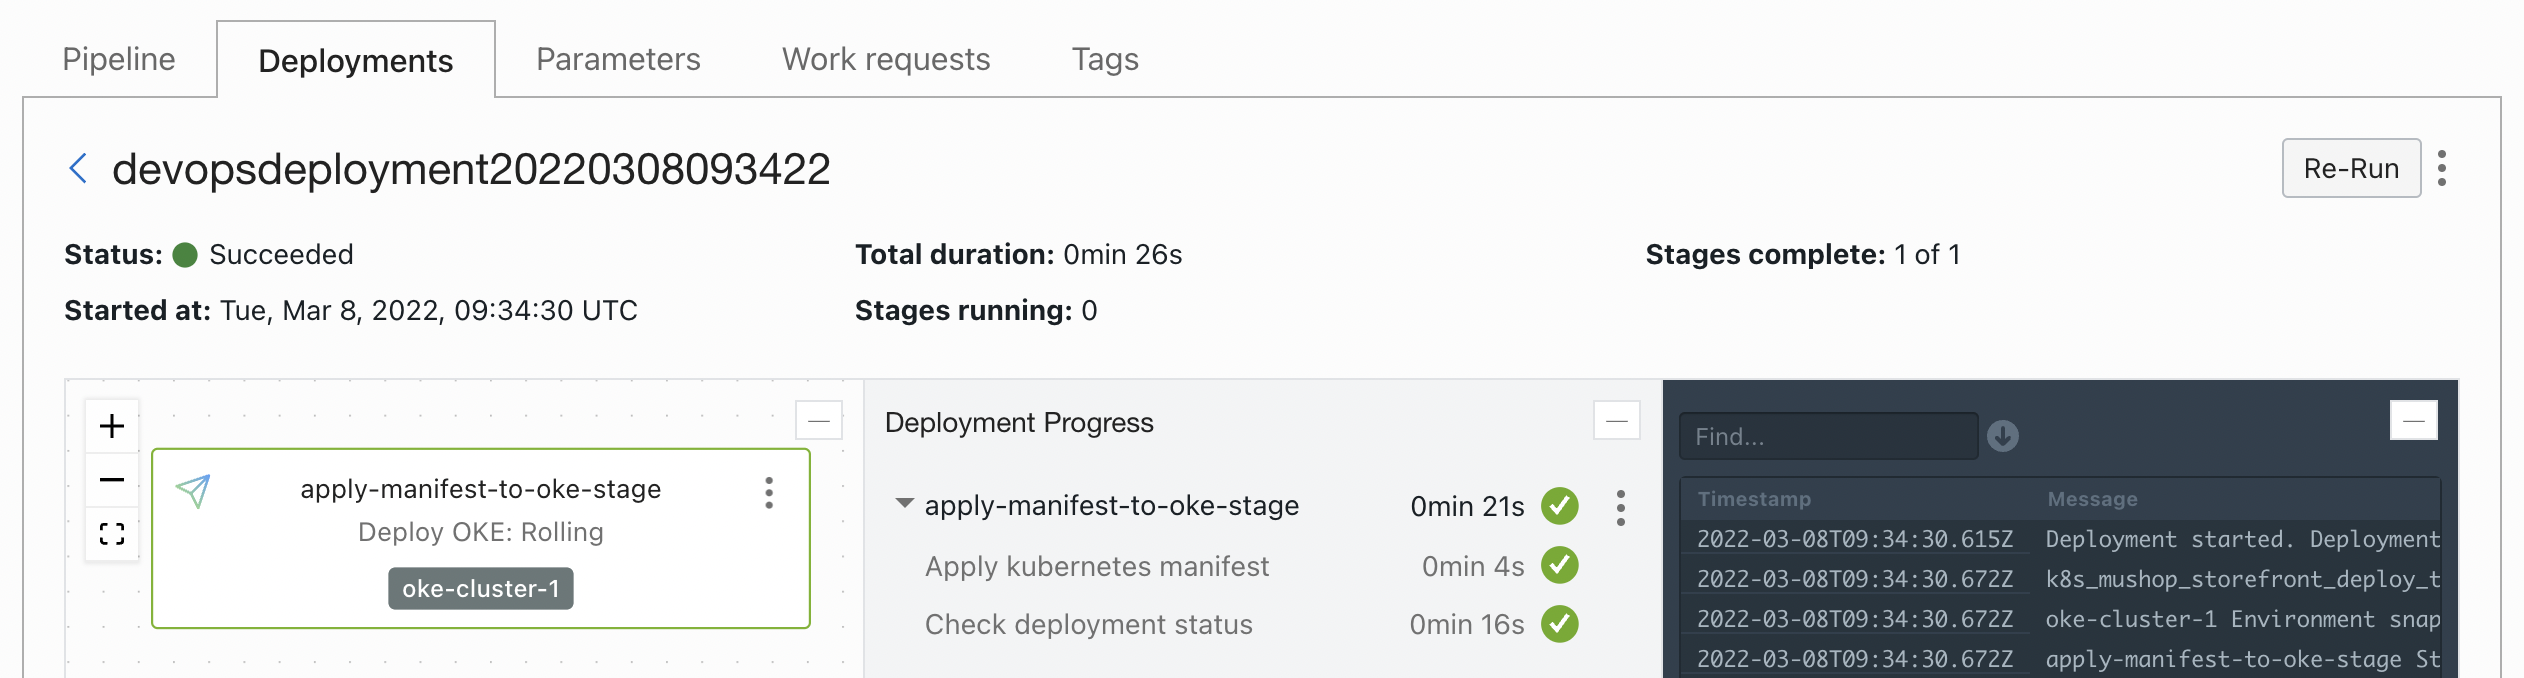 Pipeline
Deployments
Parameters
Work requests
Tags
devopsdeployment20220308093422
Re-Run
Status: Succeeded
Total duration: 0min 26s
Stages complete: 1 of 1
Started at: Tue, Mar 8, 2022, 09:34:30 UTC
Stages running: 0
apply-manifest-to-oke-stage
Deploy OKE: Rolling
oke-cluster-1
Deployment Progress
apply-manifest-to-oke-stage 0min 21s
Apply kubernetes manifest 0min 4s
Check deployment status 0min 16s
Find...
Timestamp Message
2022-03-08T09:34:30.615Z Deployment started. Deployment
2022-03-08T09:34:30.672Z k8s_mushop_storefront_deploy_t
2022-03-08T09:34:30.672Z oke-cluster-1 Environment snap
2022-03-08T09:34:30.672Z apply-manifest-to-oke-stage St